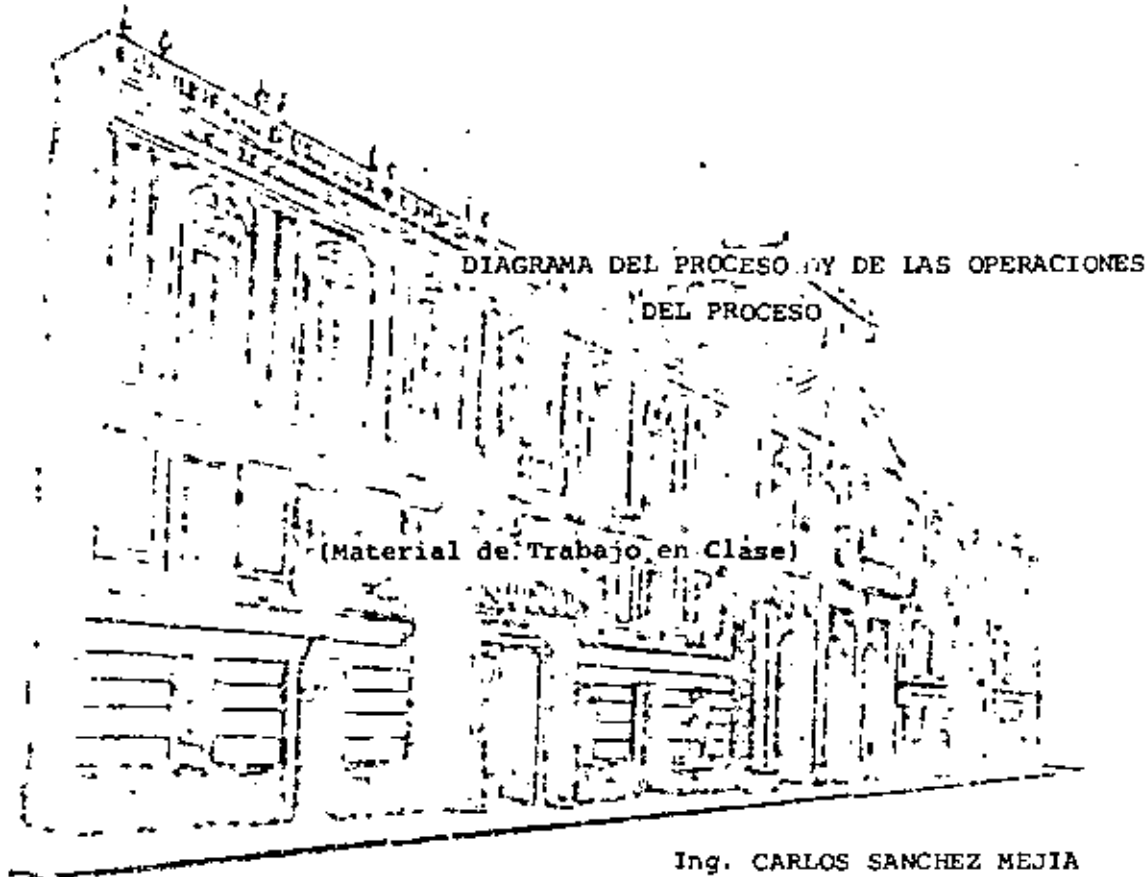 DIAGRAMA DEL PROCESO Y DE LAS OPERACIONES
DEL PROCESO
(Material de Trabajo en Clase)
Ing. CARLOS SANCHEZ MEJIA